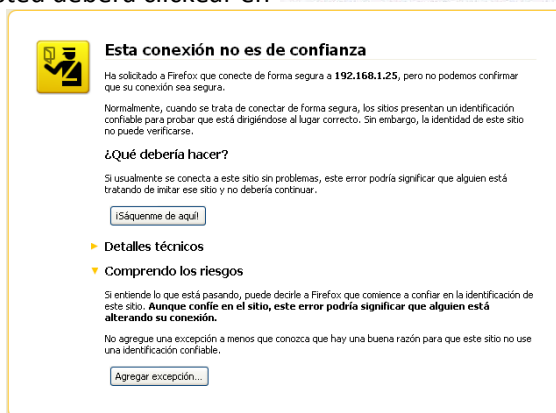 usted deberá clickear en
Esta conexión no es de confianza
Ha solicitado a Firefox que conecte de forma segura a 192.168.1.25, pero no podemos confirmar
que su conexión sea segura.
Normalmente, cuando se trata de conectar de forma segura, los sitios presentan un identificación
confiable para probar que está dirigiéndose al lugar correcto. Sin embargo, la identidad de este sitio
no puede verificarse.
¿Qué debería hacer?
Si usualmente se conecta a este sitio sin problemas, este error podría significar que alguien está
tratando de imitar ese sitio y no debería continuar.
¡Sáquenme de aquí!
Detalles técnicos
Comprendo los riesgos
Si entiende lo que está pasando, puede decirle a Firefox que comience a confiar en la identificación de
este sitio. Aunque confíe en el sitio, este error podría significar que alguien está
alterando su conexión.
No agregue una excepción a menos que conozca que hay una buena razón para que este sitio no use
una identificación confiable.
Agregar excepción...